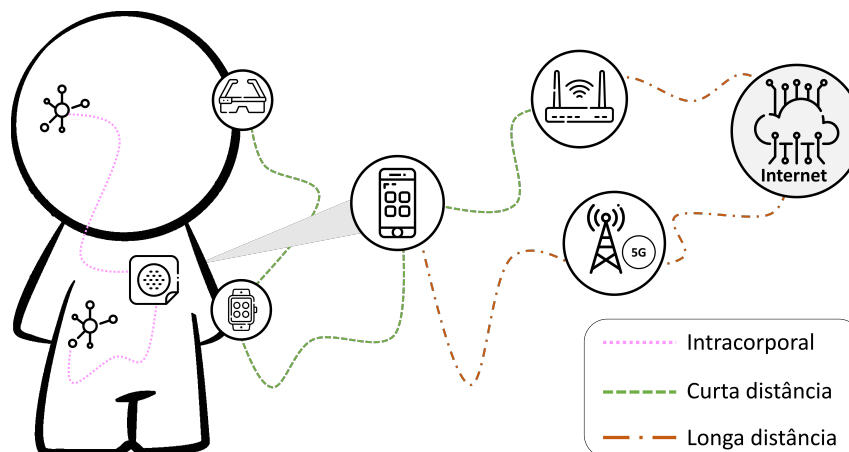 Internet
5G
Intracorporal
Curta distância
Longa distância